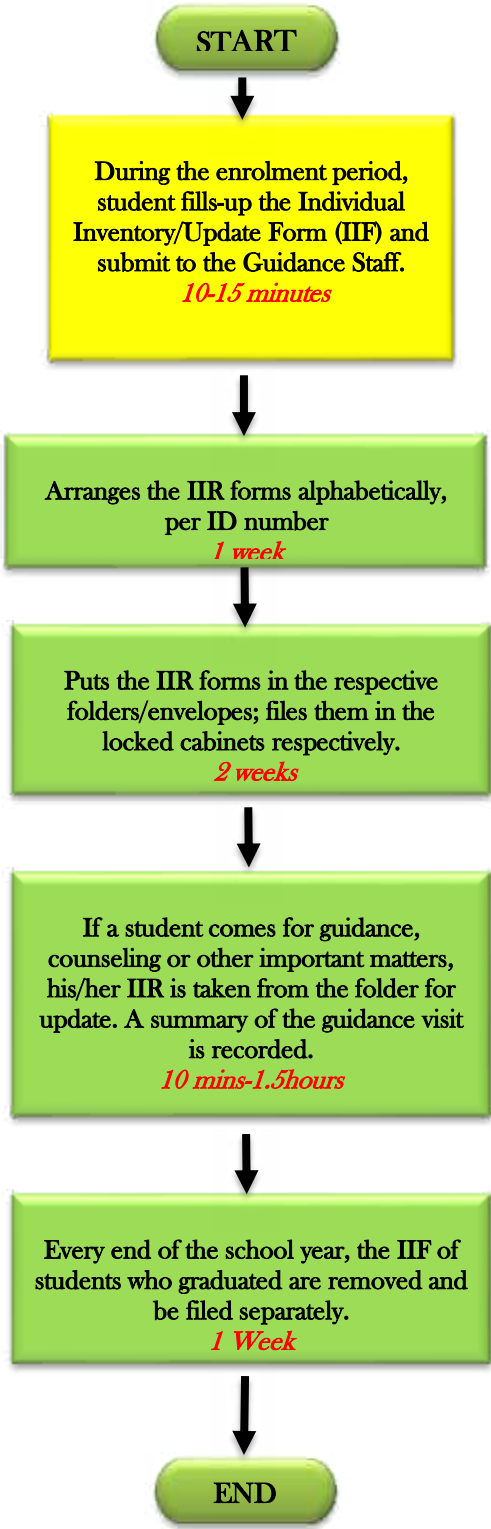 START
During the enrolment period,
student fills-up the Individual
Inventory/Update Form (IIF) and
submit to the Guidance Staff.
10-15 minutes
Arranges the IIR forms alphabetically,
per ID number
1 week
Puts the IIR forms in the respective
folders/envelopes; files them in the
locked cabinets respectively.
2 weeks
If a student comes for guidance,
counseling or other important matters,
his/her IIR is taken from the folder for
update. A summary of the guidance visit
is recorded.
10 mins-1.5hours
Every end of the school year, the IIF of
students who graduated are removed and
be filed separately.
1 Week
END